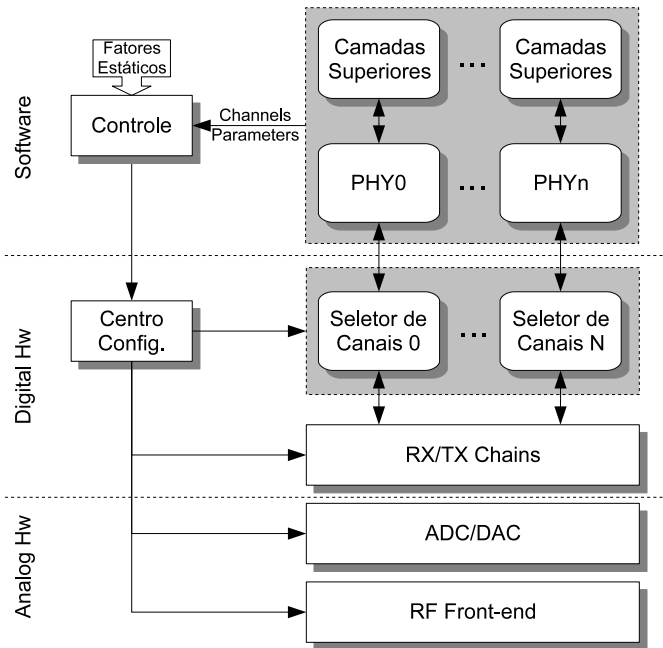 Fatores
Estáticos
Camadas
Superiores
...
Camadas
Superiores
Software
Controle
Channels
Parameters
PHY0
...
PHYn
Digital Hw
Centro
Config.
Seletor de
Canais 0
...
Seletor de
Canais N
RX/TX Chains
Analog Hw
ADC/DAC
RF Front-end